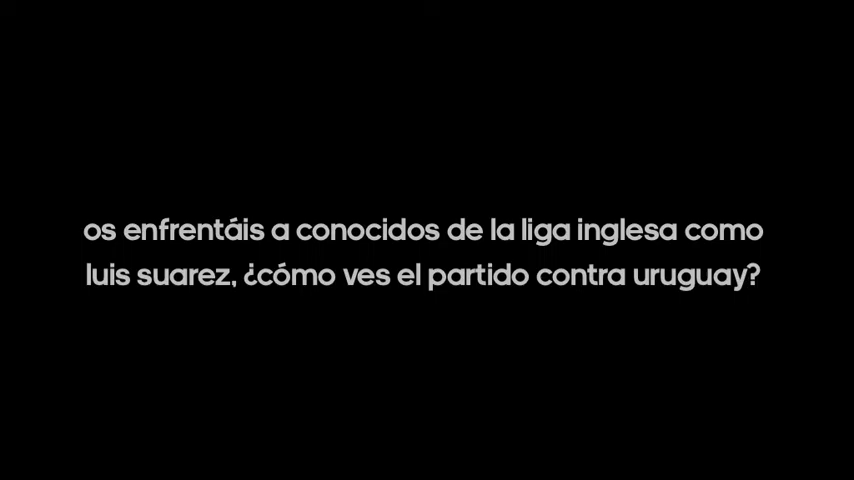 os enfrentáis a conocidos de la liga inglesa como
luis suarez, ¿cómo ves el partido contra uruguay?